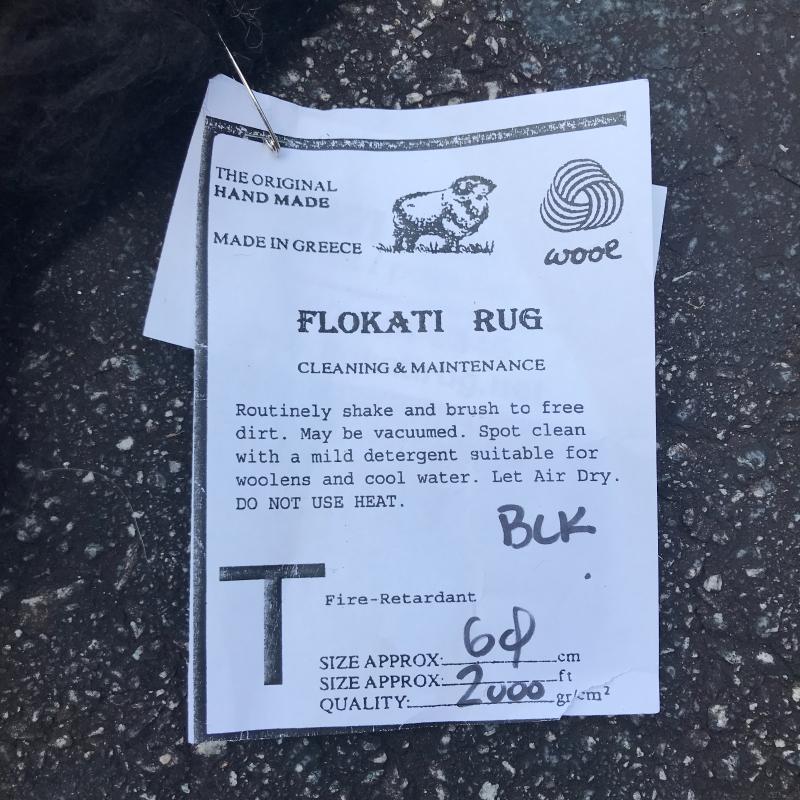 THE ORIGINAL
HAND MADE
MADE IN GREECE
wool
FLOKATI RUG
CLEANING & MAINTENANCE
Routinely shake and brush to free
dirt. May be vacuumed. Spot clean
with a mild detergent suitable for
woolens and cool water. Let Air Dry.
DO NOT USE HEAT.
BLK
T
Fire-Retardant
SIZE APPROX: cm
SIZE APPROX: ft
QUALITY: 2000 gr/cm²